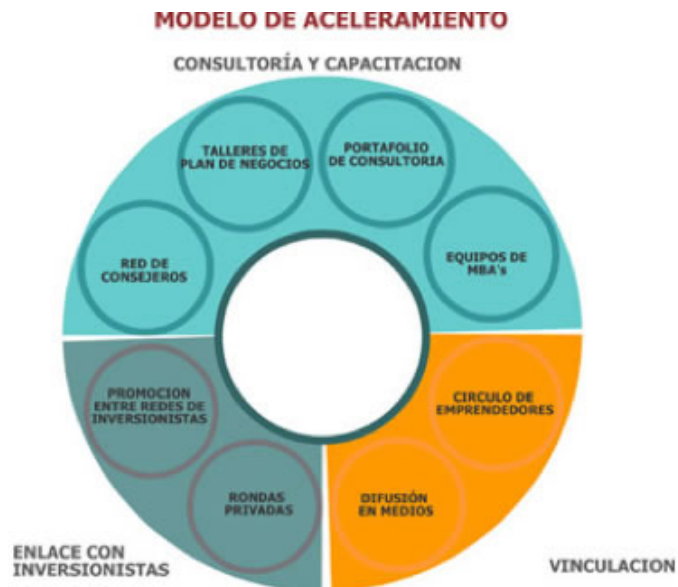 MODELO DE ACELERAMIENTO
CONSULTORÍA Y CAPACITACION
TALLERES DE
PLAN DE NEGOCIOS
PORTAFOLIO
DE CONSULTORIA
RED DE
CONSEJEROS
EQUIPOS DE
MBA's
PROMOCION
ENTRE REDES DE
INVERSIONISTAS
CIRCULO DE
EMPRENDEDORES
RONDAS
PRIVADAS
DIFUSIÓN
EN MEDIOS
ENLACE CON
INVERSIONISTAS
VINCULACION